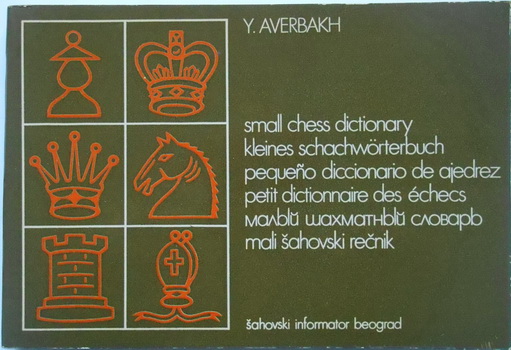 Y. AVERBAKH
small chess dictionary
kleines schachwörterbuch
pequeño diccionario de ajedrez
petit dictionnaire des échecs
малый шахматный словарь
mali šahovski rečnik
šahovski informator beograd